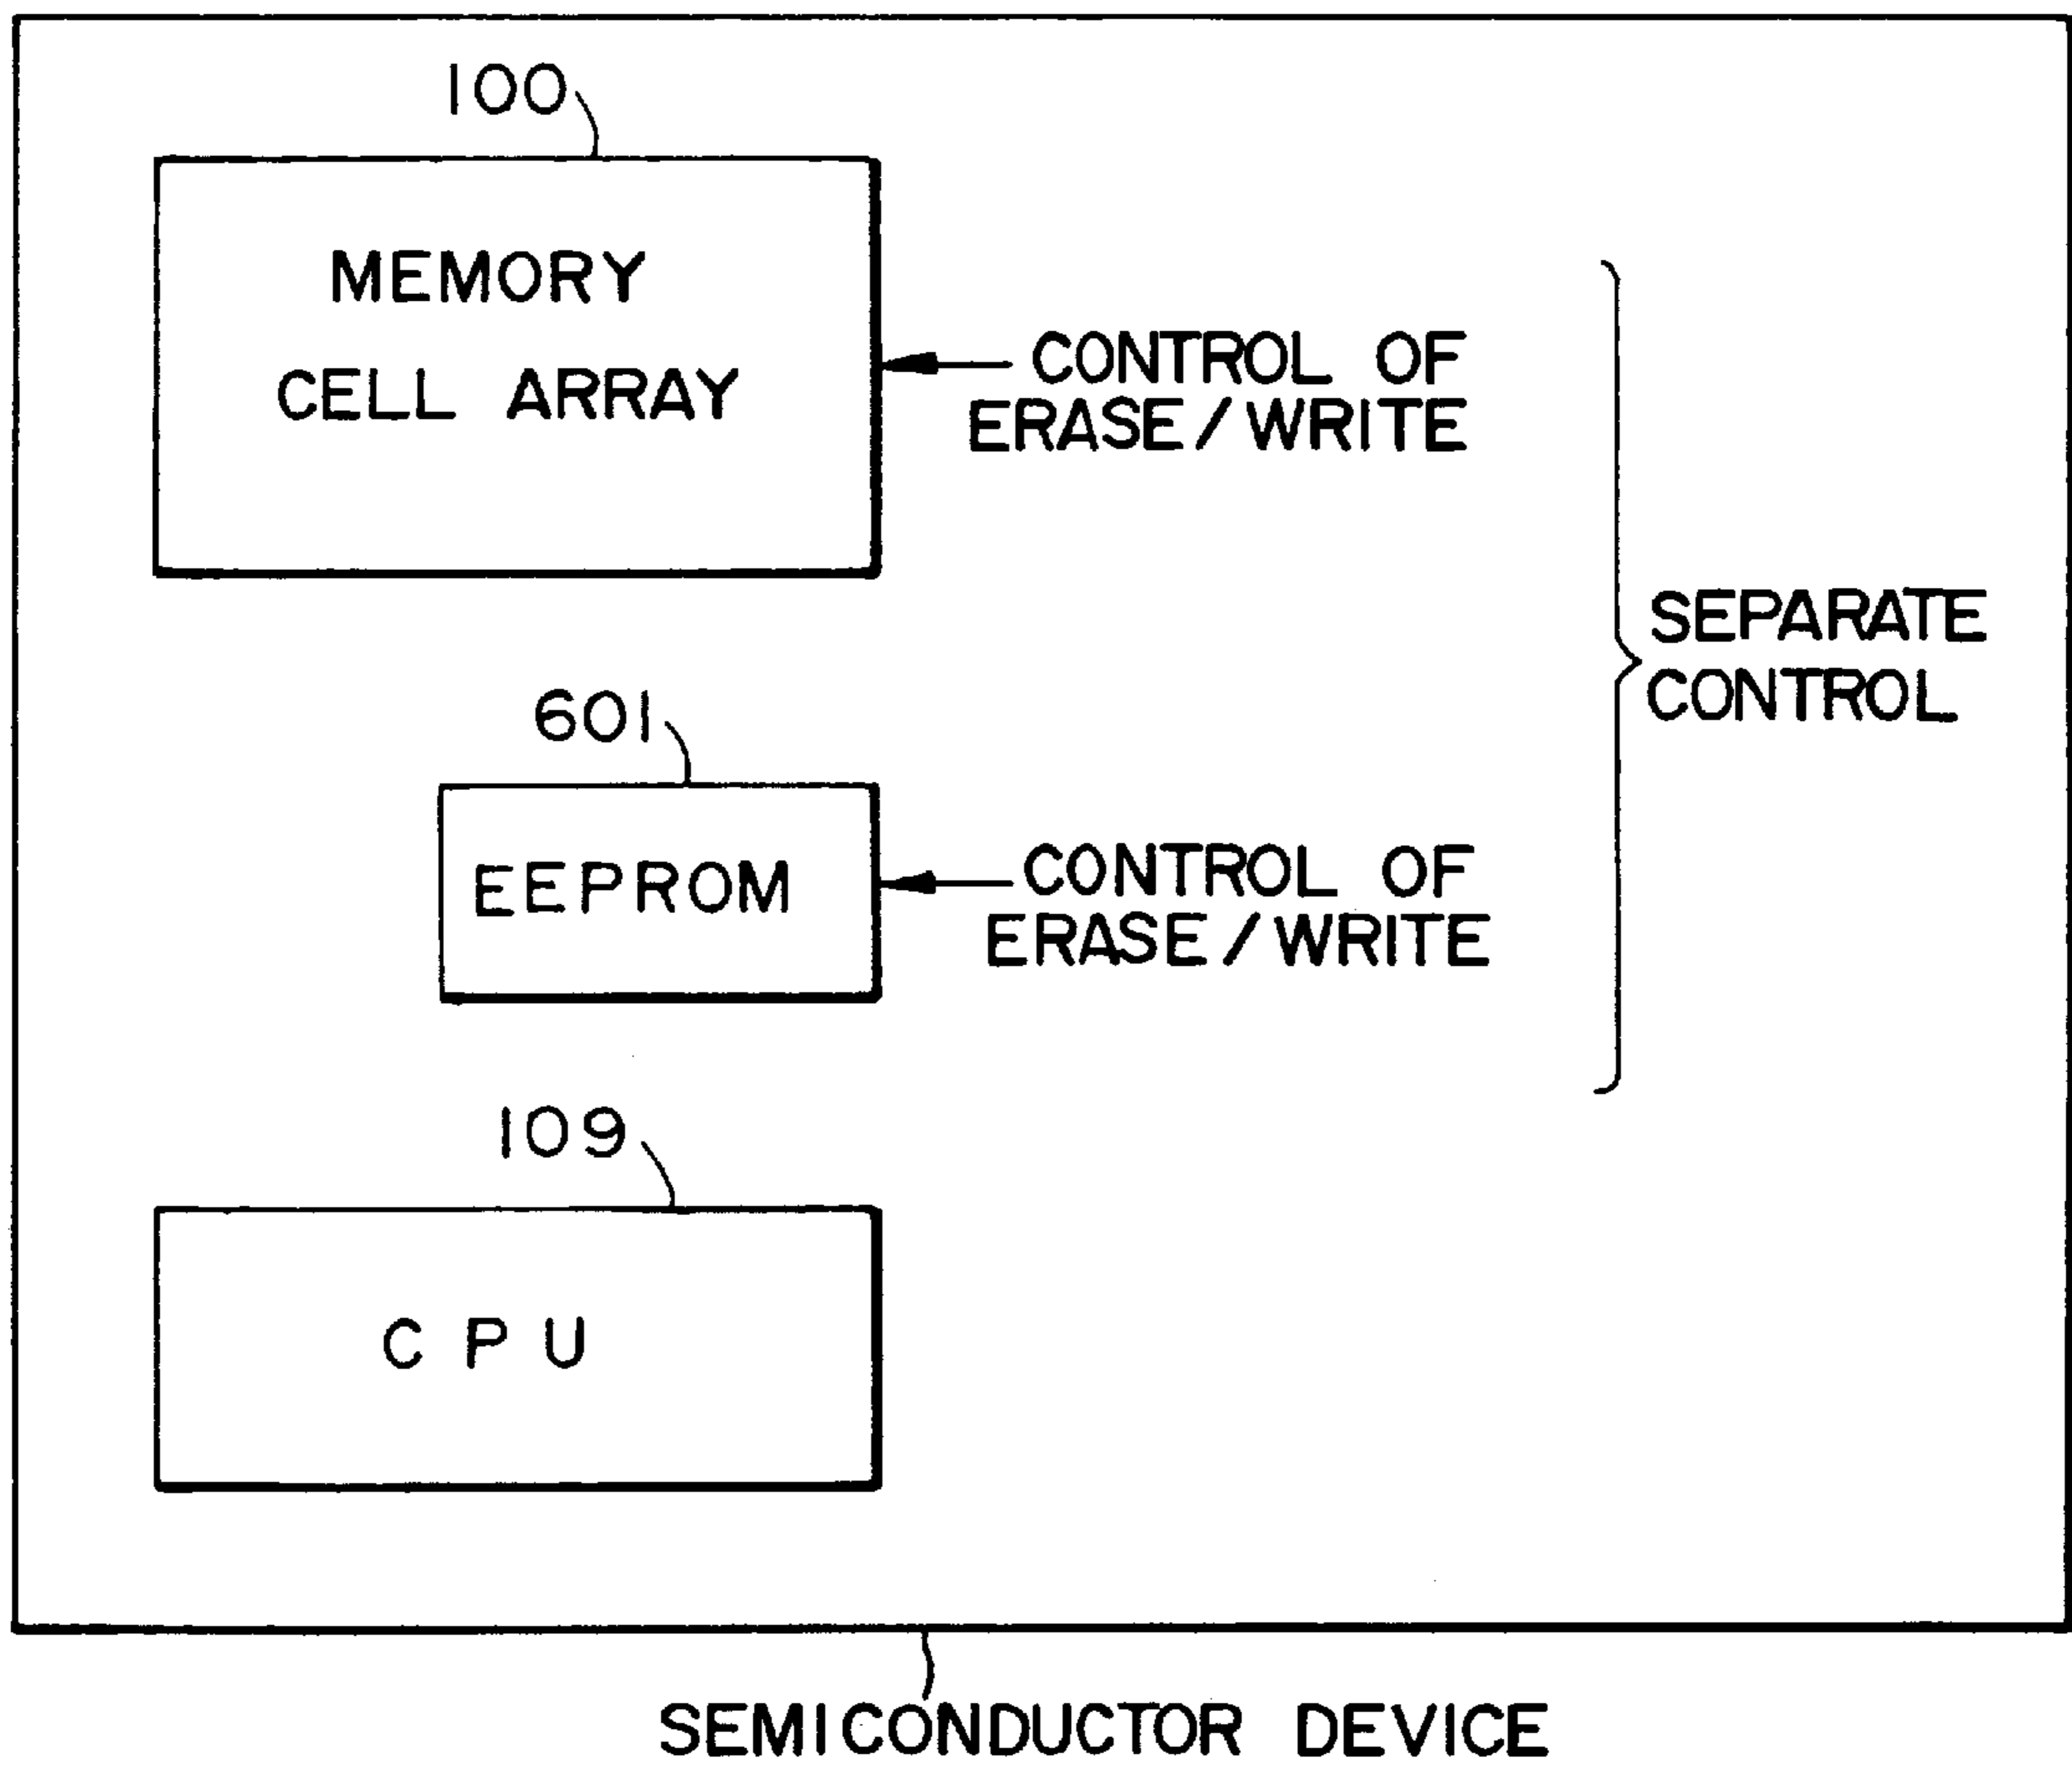 100
MEMORY
CELL ARRAY
CONTROL OF
ERASE/WRITE
SEPARATE
CONTROL
601
EEPROM
CONTROL OF
ERASE/WRITE
109
CPU
SEMICONDUCTOR DEVICE